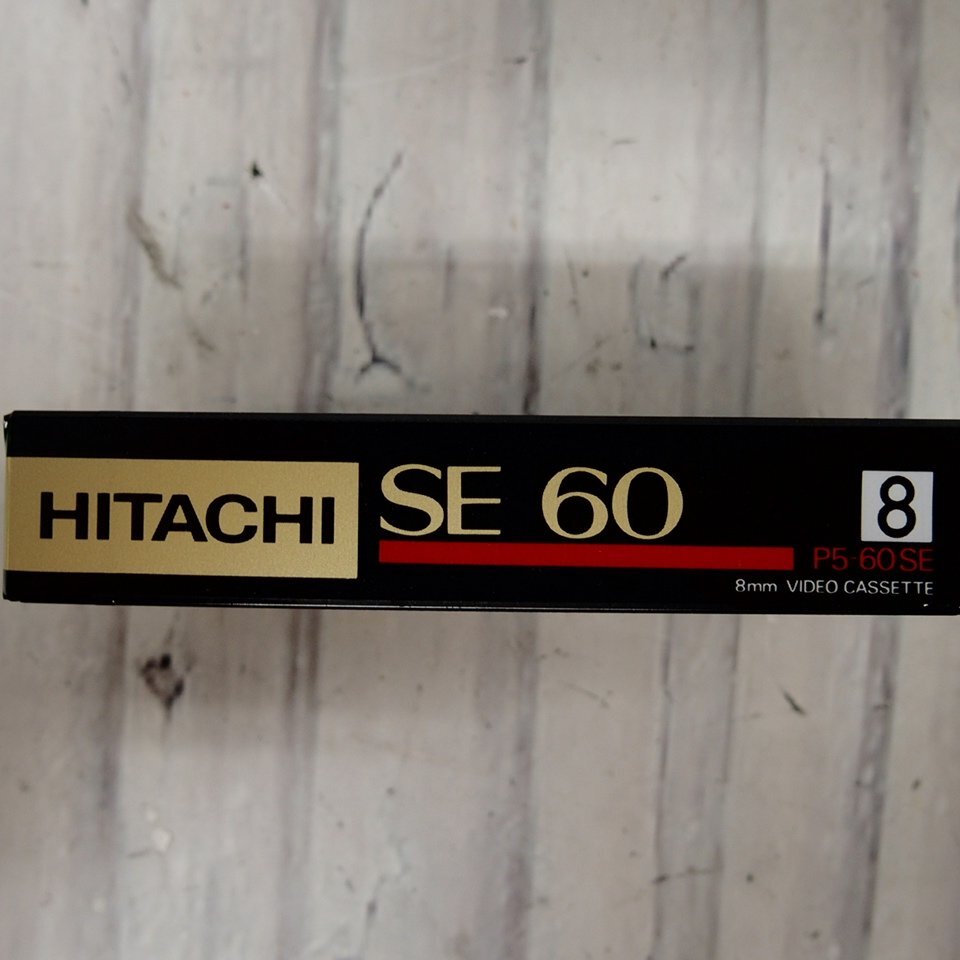 HITACHI SE 60
8
P5-60SE
8mm VIDEO CASSETTE